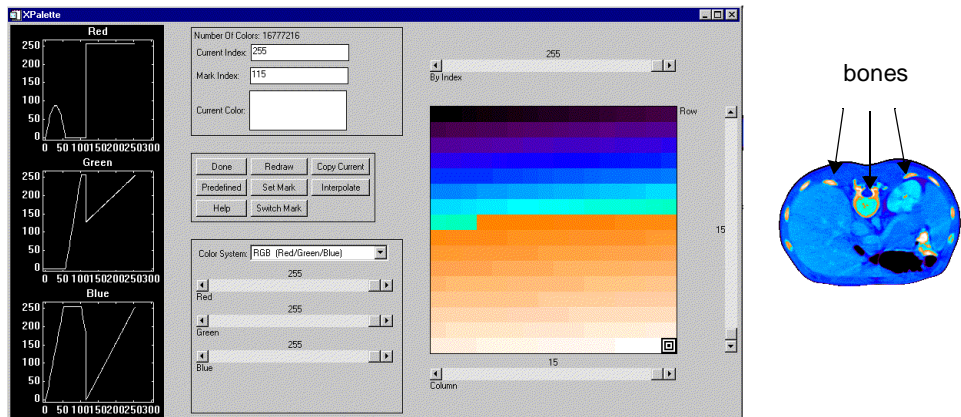 XPalette
Red
250
200
150
100
50
0
0 50 100150200250300
Green
250
200
150
100
50
0
0 50 100150200250300
Blue
250
200
150
100
50
0
0 50 100150200250300
Number Of Colors: 16777216
Current Index: 255
Mark Index: 115
Current Color:
Done Redraw Copy Current
Predefined Set Mark Interpolate
Help Switch Mark
Color System: RGB (Red/Green/Blue)
255
Red
255
Green
255
Blue
255
By Index
Row
15
15
Column
bones